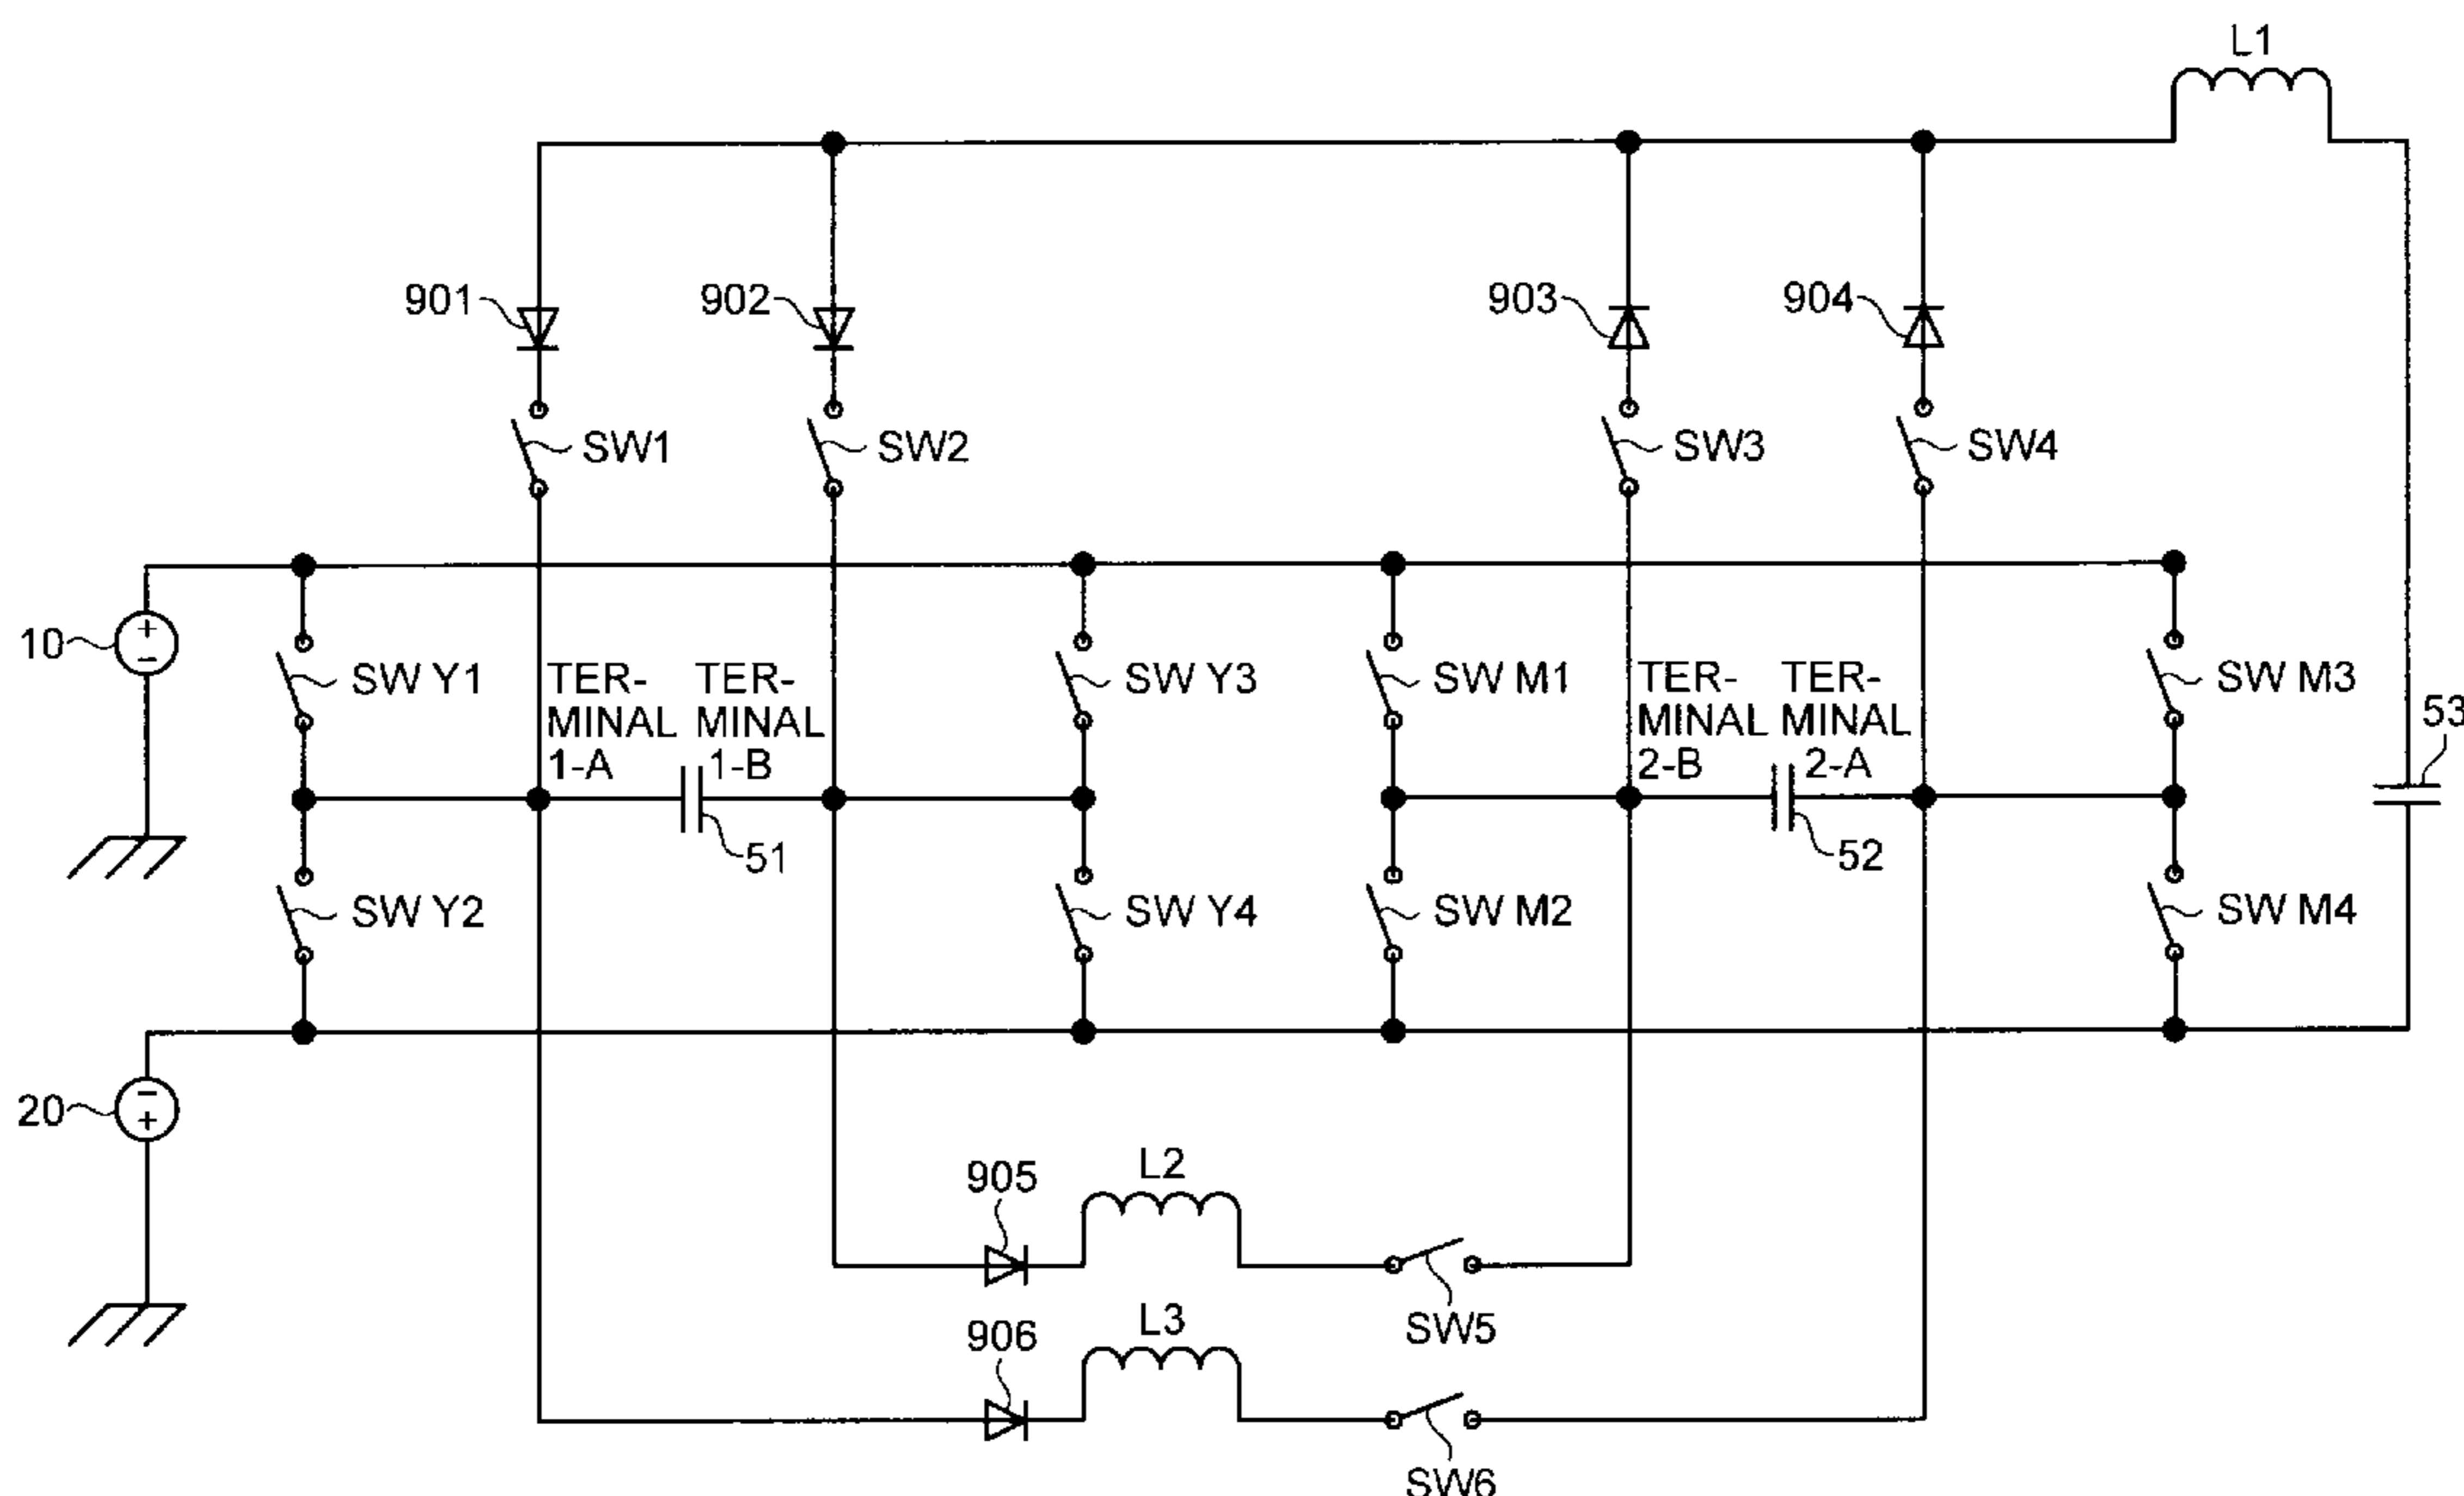 L1
901
902
903
904
SW1
SW2
SW3
SW4
10
+
−
SW Y1
TER-
MINAL
1-A
TER-
MINAL
1-B
SW Y3
SW M1
TER-
MINAL
2-B
TER-
MINAL
2-A
SW M3
53
51
52
SW Y2
SW Y4
SW M2
SW M4
20
−
+
905
L2
SW5
906
L3
SW6